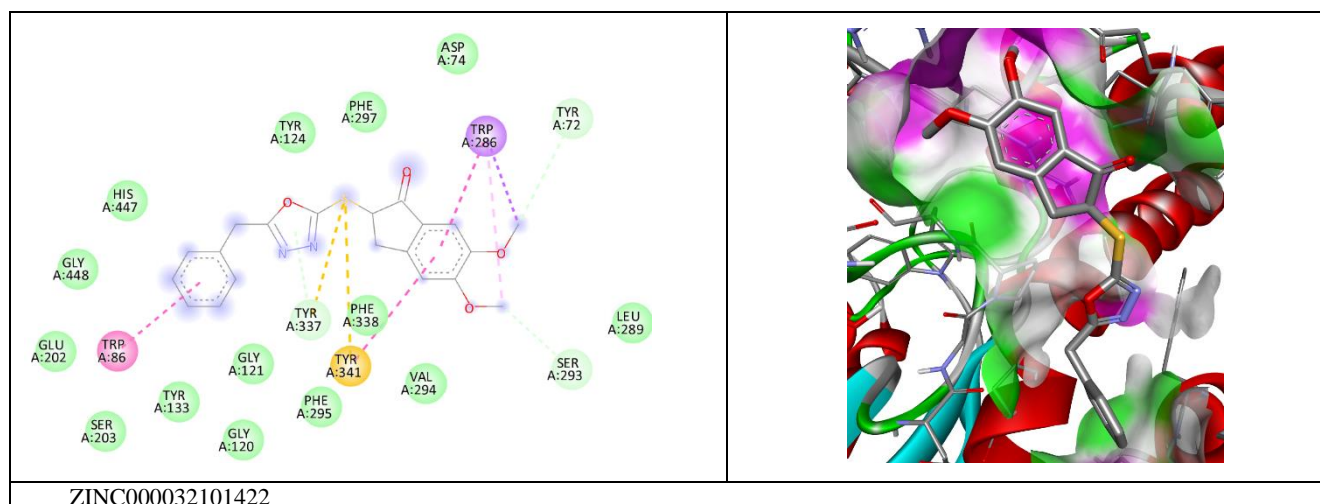 ASP
A:74
PHE
A:297
TYR
A:124
TRP
A:286
TYR
A:72
HIS
A:447
O
O
S
N
N
O
GLY
A:448
O
TYR
A:337
PHE
A:338
LEU
A:289
GLU
A:202
TRP
A:86
GLY
A:121
TYR
A:341
VAL
A:294
SER
A:293
TYR
A:133
PHE
A:295
SER
A:203
GLY
A:120
ZINC000032101422